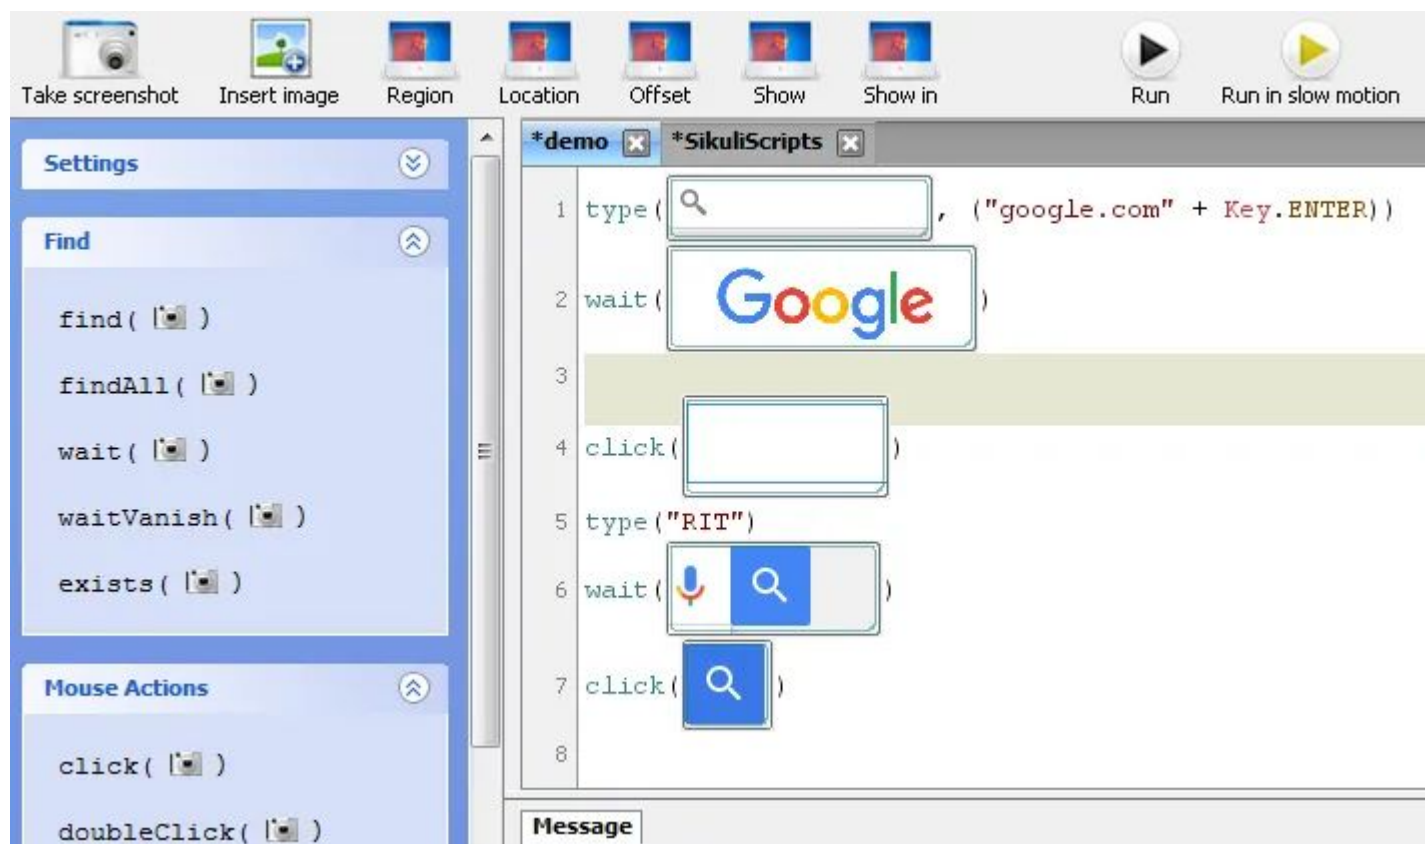 Take screenshot Insert image Region Location Offset Show Show in Run Run in slow motion
Settings
Find
find( )
findAll( )
wait( )
waitVanish( )
exists( )
Mouse Actions
click( )
doubleClick( )
*demo *SikuliScripts
1 type( , ("google.com" + Key.ENTER))
2 wait( Google )
3
4 click( )
5 type("RIT")
6 wait( )
7 click( )
8
Message